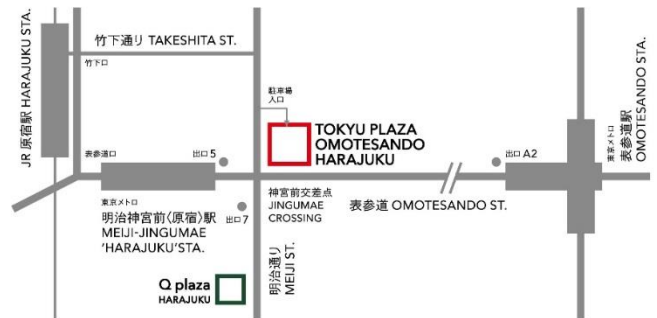 JR 原宿駅 HARAJUKU STA.
竹下通り TAKESHITA ST.
竹下口
表参道口
出口 5
東京メトロ
明治神宮前〈原宿〉駅
MEIJI-JINGUMAE
'HARAJUKU'STA.
出口 7
Q plaza
HARAJUKU
駐車場
入口
TOKYU PLAZA
OMOTESANDO
HARAJUKU
神宮前交差点
JINGUMAE
CROSSING
明治通り
MEIJI ST.
表参道 OMOTESANDO ST.
出口 A2
東京メトロ
表参道駅
OMOTESANDO STA.